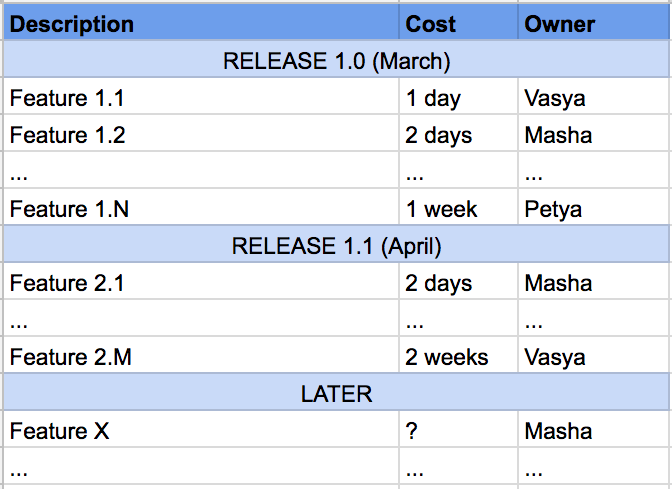 Description Cost Owner
RELEASE 1.0 (March)
Feature 1.1 1 day Vasya
Feature 1.2 2 days Masha
... ... ...
Feature 1.N 1 week Petya
RELEASE 1.1 (April)
Feature 2.1 2 days Masha
... ... ...
Feature 2.M 2 weeks Vasya
LATER
Feature X ? Masha
... ... ...